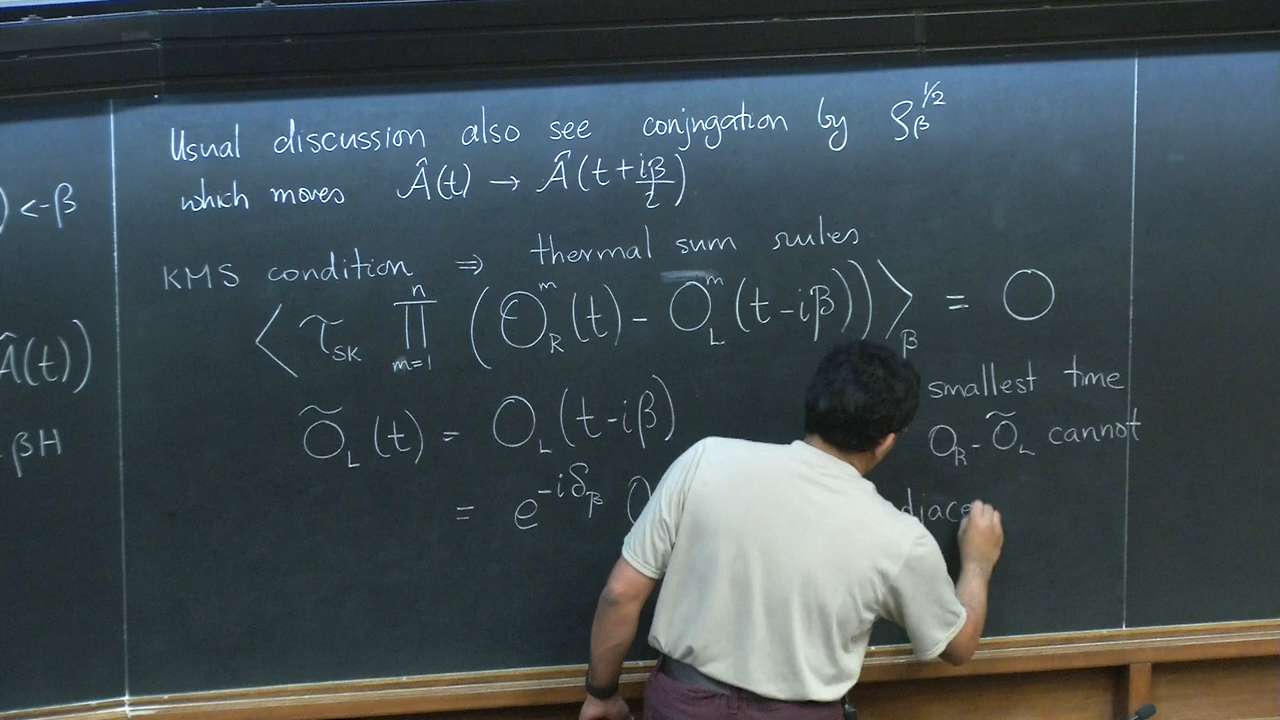 Usual discussion also see conjugation by ρ_β^{1/2}
which moves Â(t) → Â(t + iβ/2)
) <-β
KMS condition ⇒ thermal sum rules
⟨ τ_SK ∏_{m=1}^{n} ( O_R^m (t) - O_L^m (t-iβ) ) ⟩_β = 0
Â(t))
smallest time
Õ_L (t) = O_L (t-iβ)
O_R - Õ_L cannot
βH
= e^{-iδ_β} O